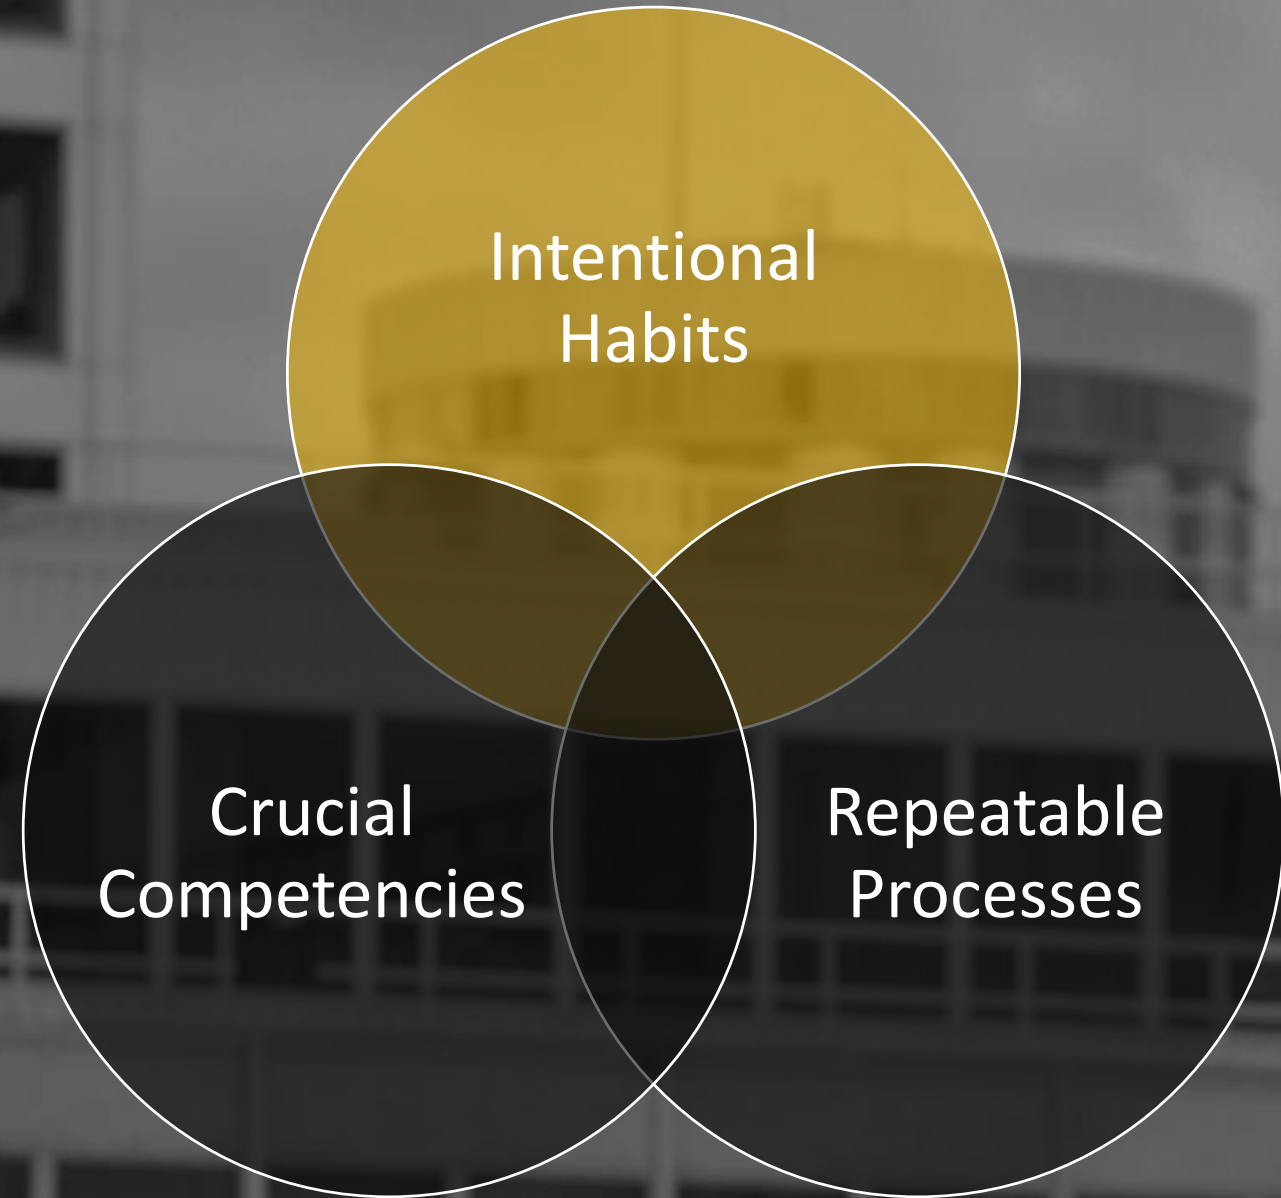 Intentional
Habits
Crucial
Competencies
Repeatable
Processes